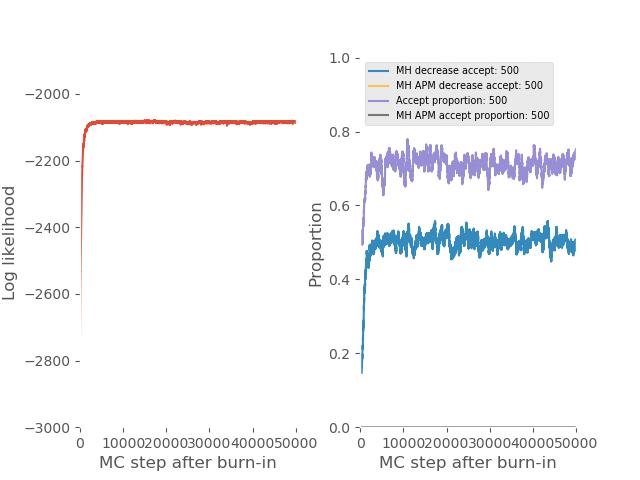 −2000
−2200
−2400
−2600
−2800
−3000
Log likelihood
0 10000 20000 30000 40000 50000
MC step after burn-in
1.0
0.8
0.6
0.4
0.2
0.0
Proportion
MH decrease accept: 500
MH APM decrease accept: 500
Accept proportion: 500
MH APM accept proportion: 500
0 10000 20000 30000 40000 50000
MC step after burn-in